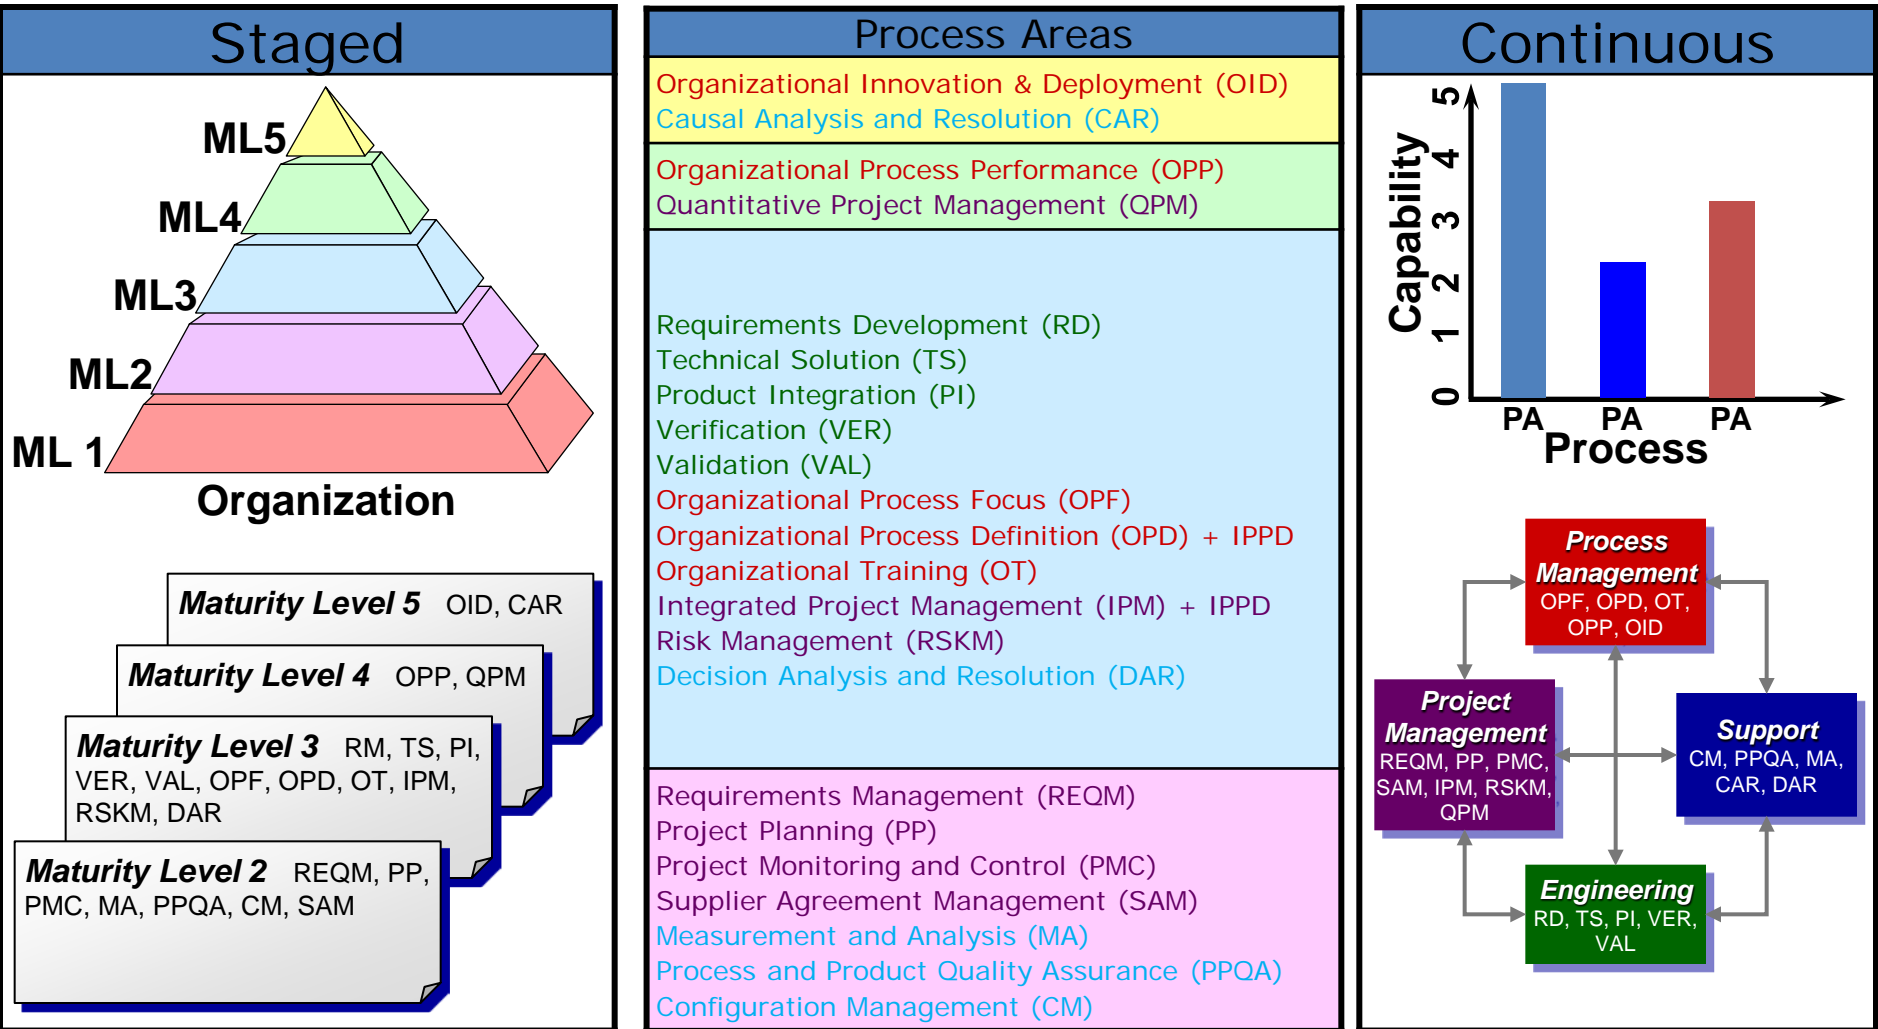 Staged
ML5
ML4
ML3
ML2
ML 1
Organization
Maturity Level 5 OID, CAR
Maturity Level 4 OPP, QPM
Maturity Level 3 RM, TS, PI,
VER, VAL, OPF, OPD, OT, IPM,
RSKM, DAR
Maturity Level 2 REQM, PP,
PMC, MA, PPQA, CM, SAM
Process Areas
Organizational Innovation & Deployment (OID)
Causal Analysis and Resolution (CAR)
Organizational Process Performance (OPP)
Quantitative Project Management (QPM)
Requirements Development (RD)
Technical Solution (TS)
Product Integration (PI)
Verification (VER)
Validation (VAL)
Organizational Process Focus (OPF)
Organizational Process Definition (OPD) + IPPD
Organizational Training (OT)
Integrated Project Management (IPM) + IPPD
Risk Management (RSKM)
Decision Analysis and Resolution (DAR)
Requirements Management (REQM)
Project Planning (PP)
Project Monitoring and Control (PMC)
Supplier Agreement Management (SAM)
Measurement and Analysis (MA)
Process and Product Quality Assurance (PPQA)
Configuration Management (CM)
Continuous
Capability
0 1 2 3 4 5
PA PA PA
Process
Process
Management
OPF, OPD, OT,
OPP, OID
Project
Management
REQM, PP, PMC,
SAM, IPM, RSKM,
QPM
Support
CM, PPQA, MA,
CAR, DAR
Engineering
RD, TS, PI, VER,
VAL